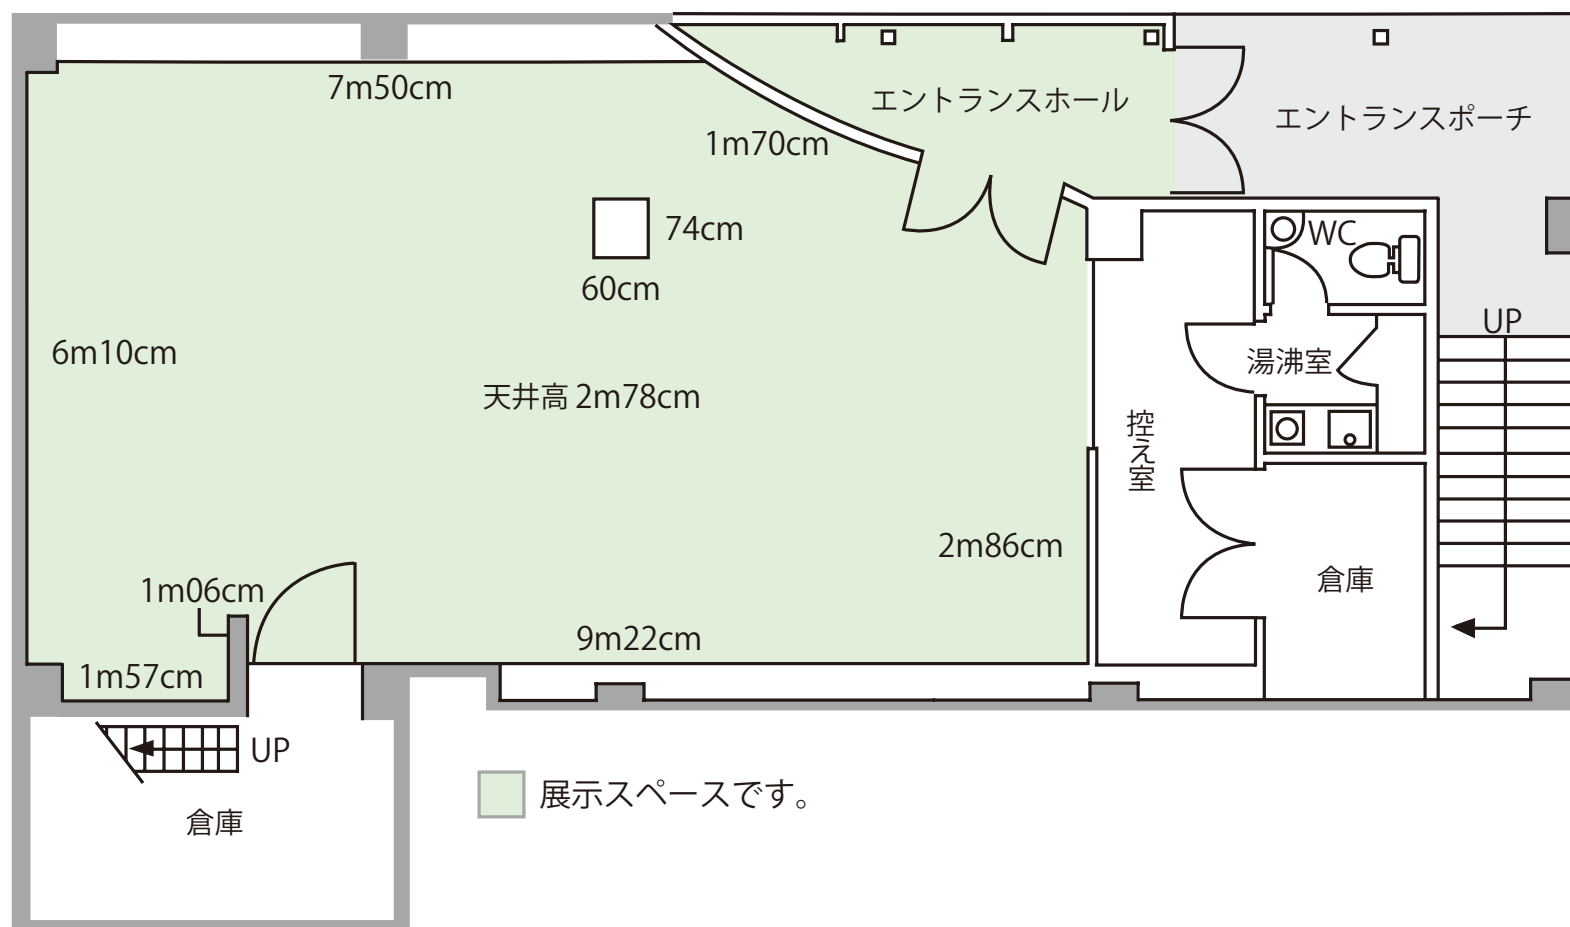 7m50cm
エントランスホール
エントランスポーチ
1m70cm
74cm
WC
60cm
UP
6m10cm
湯沸室
天井高 2m78cm
控え室
2m86cm
1m06cm
倉庫
9m22cm
1m57cm
UP
展示スペースです。
倉庫